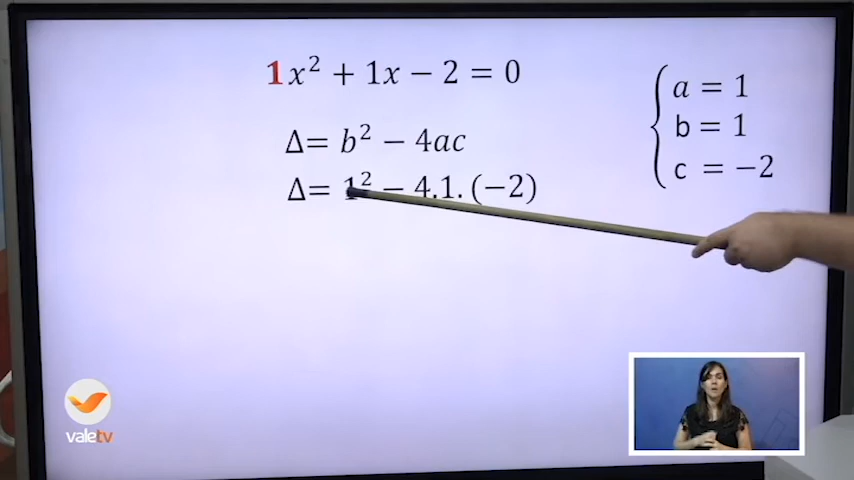 1x² + 1x − 2 = 0
Δ= b² − 4ac
Δ= 1² − 4.1.(−2)
a = 1
b = 1
c = −2
valetv